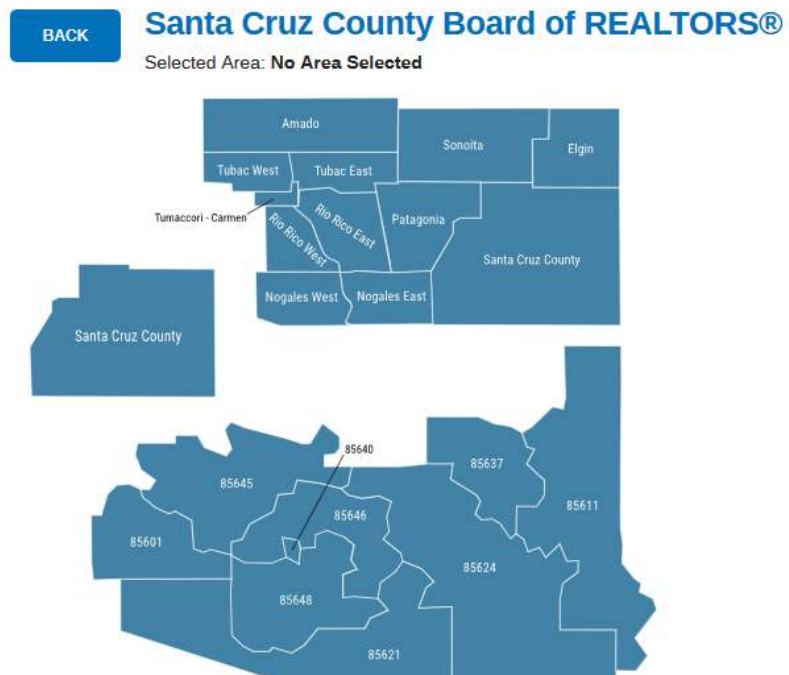 BACK
Santa Cruz County Board of REALTORS®
Selected Area: No Area Selected
Amado
Sonoita
Elgin
Tubac West
Tubac East
Tumaccori - Carmen
Rio Rico West
Rio Rico East
Patagonia
Santa Cruz County
Nogales West
Nogales East
Santa Cruz County
85640
85645
85637
85646
85611
85601
85624
85648
85621